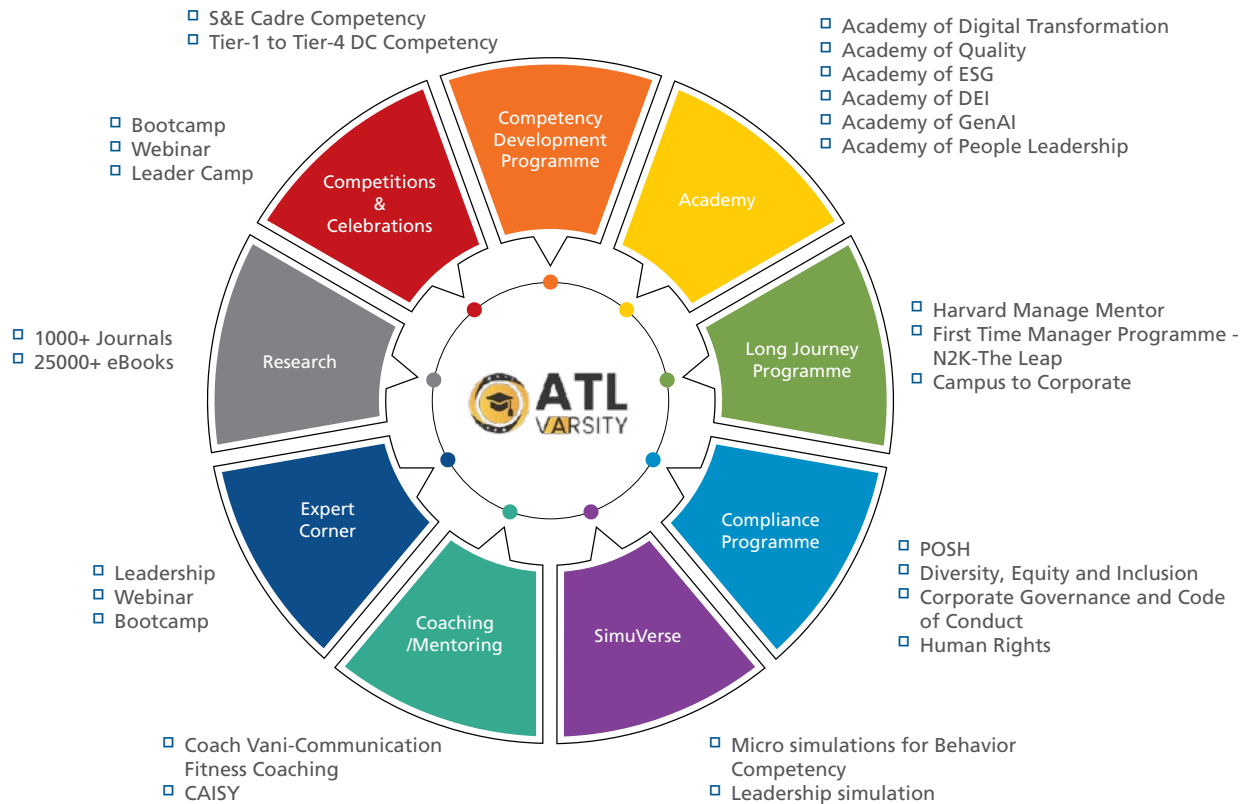 S&E Cadre Competency
Tier-1 to Tier-4 DC Competency
Academy of Digital Transformation
Academy of Quality
Academy of ESG
Academy of DEI
Academy of GenAI
Academy of People Leadership
Bootcamp
Webinar
Leader Camp
Competency
Development
Programme
Competitions
&
Celebrations
Academy
Harvard Manage Mentor
First Time Manager Programme -
N2K-The Leap
Campus to Corporate
1000+ Journals
25000+ eBooks
Research
Long Journey
Programme
ATL
VARSITY
Expert
Corner
Compliance
Programme
POSH
Diversity, Equity and Inclusion
Corporate Governance and Code
of Conduct
Human Rights
Leadership
Webinar
Bootcamp
Coaching
/Mentoring
SimuVerse
Coach Vani-Communication
Fitness Coaching
CAISY
Micro simulations for Behavior
Competency
Leadership simulation